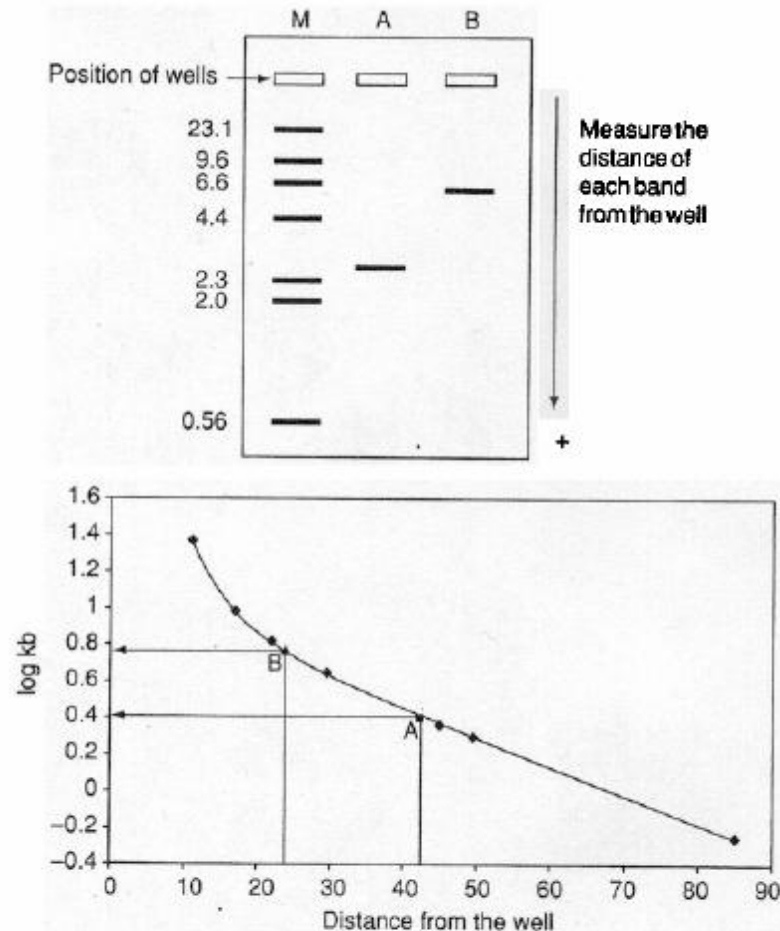 M A B
Position of wells
23.1
9.6
6.6
4.4
2.3
2.0
0.56
Measure the
distance of
each band
from the well
+
1.6
1.4
1
0.8
0.6
0.4
0.2
0
−0.2
−0.4
log kb
B
A
0 10 20 30 40 50 60 70 80 90
Distance from the well